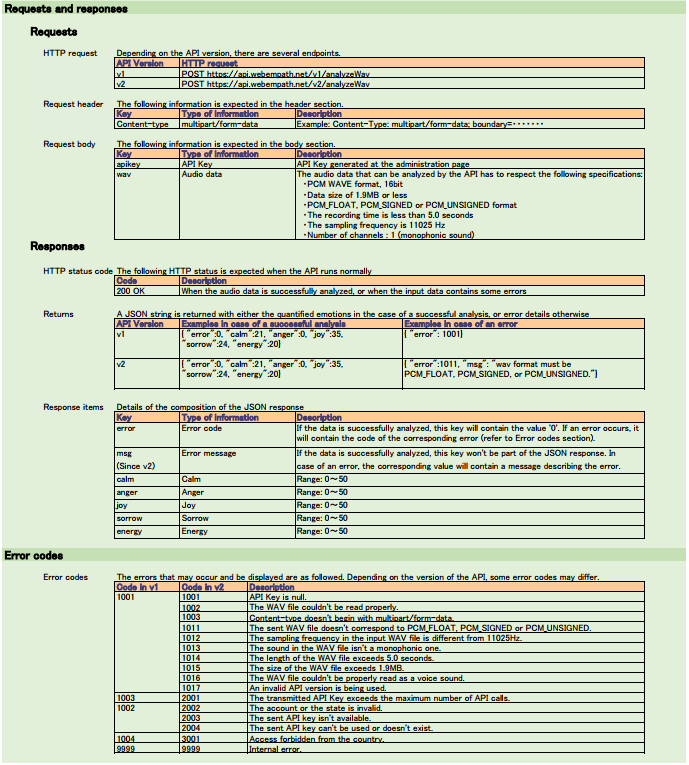 Requests and responses
Requests
HTTP request Depending on the API version, there are several endpoints.
API Version HTTP request
v1 POST https://api.webempath.net/v1/analyzeWav
v2 POST https://api.webempath.net/v2/analyzeWav
Request header The following information is expected in the header section.
Key Type of information Description
Content-type multipart/form-data Example: Content-Type: multipart/form-data; boundary=・・・・・・・
Request body The following information is expected in the body section.
Key Type of information Description
apikey API Key API Key generated at the administration page
wav Audio data The audio data that can be analyzed by the API has to respect the following specifications:
・PCM WAVE format, 16bit
・Data size of 1.9MB or less
・PCM_FLOAT, PCM_SIGNED or PCM_UNSIGNED format
・The recording time is less than 5.0 seconds
・The sampling frequency is 11025 Hz
・Number of channels : 1 (monophonic sound)
Responses
HTTP status code The following HTTP status is expected when the API runs normally
Code Description
200 OK When the audio data is successfully analyzed, or when the input data contains some errors
Returns A JSON string is returned with either the quantified emotions in the case of a successful analysis, or error details otherwise
API Version Examples in case of a successful analysis Examples in case of an error
v1 { "error":0, "calm":21, "anger":0, "joy":35, { "error": 1001}
"sorrow":24, "energy":20}
v2 { "error":0, "calm":21, "anger":0, "joy":35, { "error":1011, "msg": "wav format must be
"sorrow":24, "energy":20} PCM_FLOAT, PCM_SIGNED, or PCM_UNSIGNED."}
Response items Details of the composition of the JSON response
Key Type of information Description
error Error code If the data is successfully analyzed, this key will contain the value '0'. If an error occurs, it
will contain the code of the corresponding error (refer to Error codes section).
msg Error message If the data is successfully analyzed, this key won't be part of the JSON response. In
(Since v2) case of an error, the corresponding value will contain a message describing the error.
calm Calm Range: 0～50
anger Anger Range: 0～50
joy Joy Range: 0～50
sorrow Sorrow Range: 0～50
energy Energy Range: 0～50
Error codes
Error codes The errors that may occur and be displayed are as followed. Depending on the version of the API, some error codes may differ.
Code in v1 Code in v2 Description
1001 1001 API Key is null.
1002 The WAV file couldn't be read properly.
1003 Content-type doesn't begin with multipart/form-data.
1011 The sent WAV file doesn't correspond to PCM_FLOAT, PCM_SIGNED or PCM_UNSIGNED.
1012 The sampling frequency in the input WAV file is different from 11025Hz.
1013 The sound in the WAV file isn't a monophonic one.
1014 The length of the WAV file exceeds 5.0 seconds.
1015 The size of the WAV file exceeds 1.9MB.
1016 The WAV file couldn't be properly read as a voice sound.
1017 An invalid API version is being used.
1003 2001 The transmitted API Key exceeds the maximum number of API calls.
1002 2002 The account or the state is invalid.
2003 The sent API key isn't available.
2004 The sent API key can't be used or doesn't exist.
1004 3001 Access forbidden from the country.
9999 9999 Internal error.